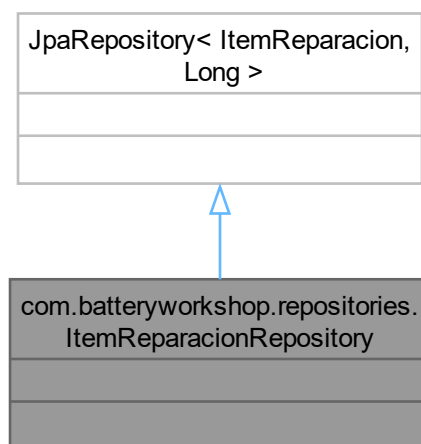 JpaRepository< ItemReparacion,
Long >
com.batteryworkshop.repositories.
ItemReparacionRepository